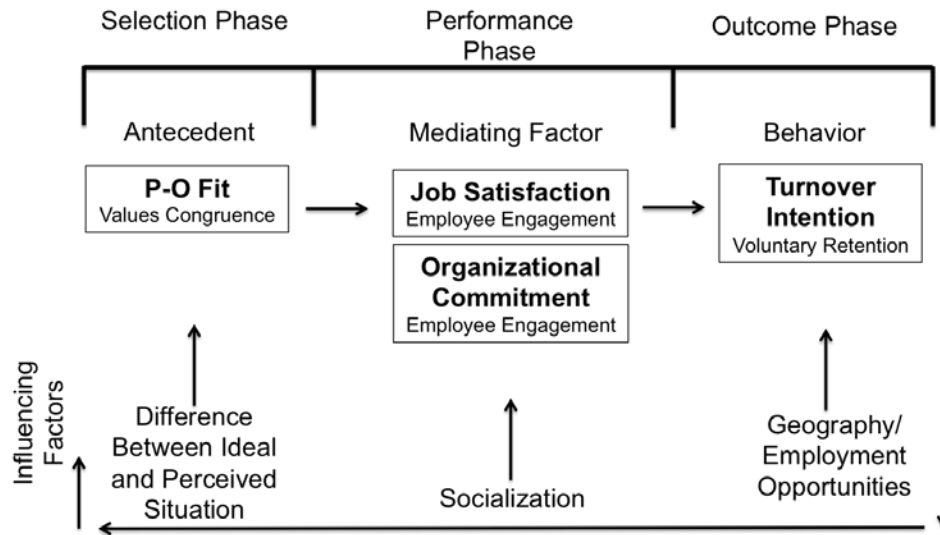 Selection Phase
Performance
Phase
Outcome Phase
Antecedent
Mediating Factor
Behavior
P-O Fit
Values Congruence
Job Satisfaction
Employee Engagement
Organizational
Commitment
Employee Engagement
Turnover
Intention
Voluntary Retention
Influencing
Factors
Difference
Between Ideal
and Perceived
Situation
Socialization
Geography/
Employment
Opportunities